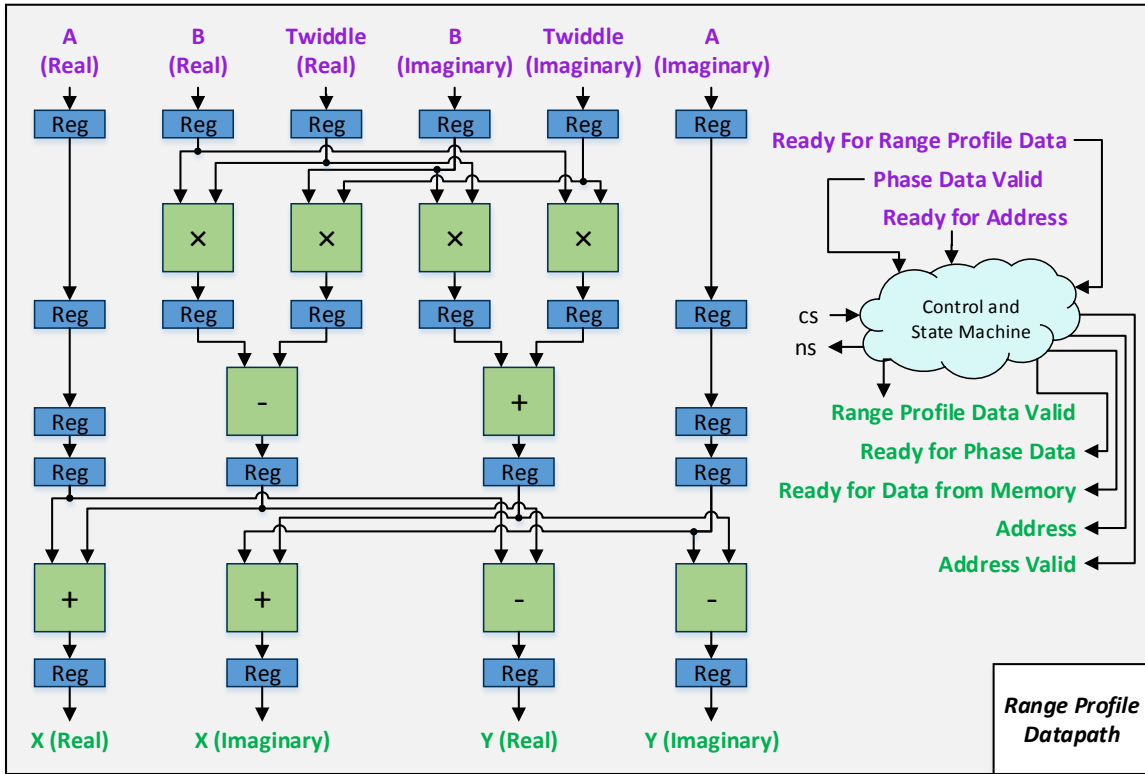 A
(Real)
B
(Real)
Twiddle
(Real)
B
(Imaginary)
Twiddle
(Imaginary)
A
(Imaginary)
Reg
Reg
Reg
Reg
Reg
Reg
×
×
×
×
Reg
Reg
Reg
Reg
Reg
Reg
-
+
Reg
Reg
Reg
Reg
Reg
Reg
+
+
-
-
Reg
Reg
Reg
Reg
X (Real)
X (Imaginary)
Y (Real)
Y (Imaginary)
Ready For Range Profile Data
Phase Data Valid
Ready for Address
cs
ns
Control and
State Machine
Range Profile Data Valid
Ready for Phase Data
Ready for Data from Memory
Address
Address Valid
Range Profile
Datapath